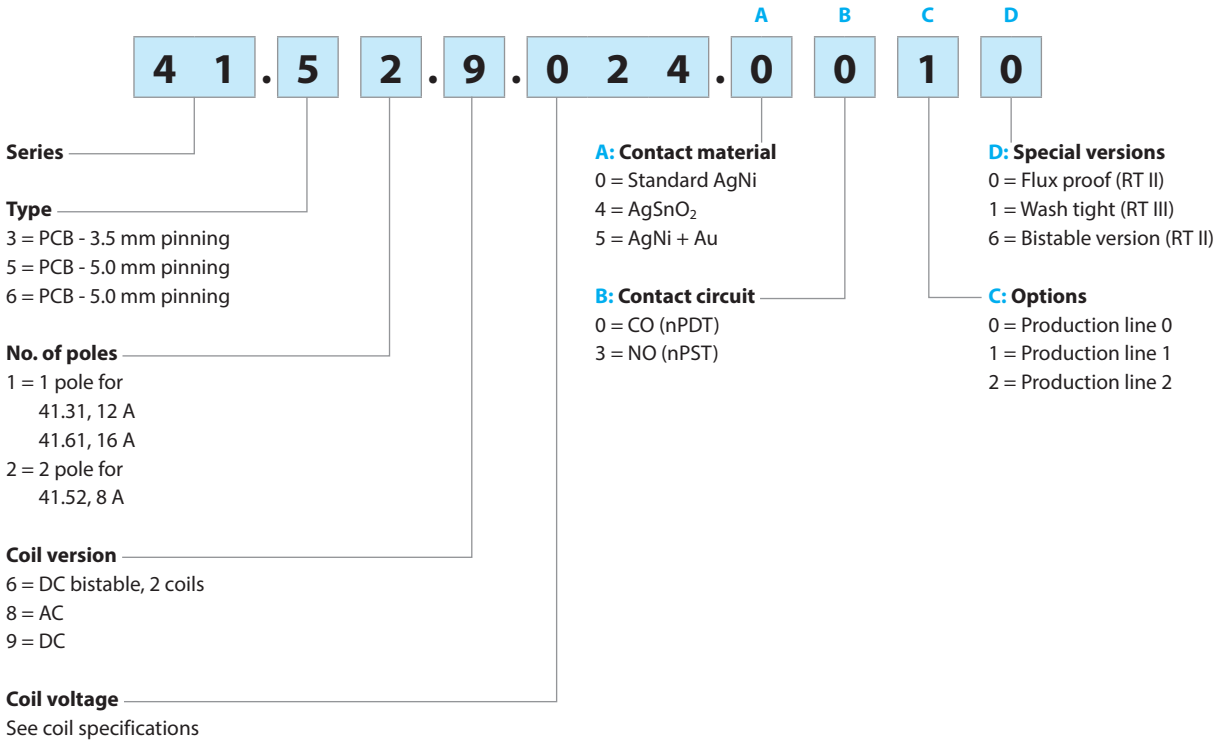 A B C D
4 1 . 5 2 . 9 . 0 2 4 . 0 0 1 0
Series
Type
3 = PCB - 3.5 mm pinning
5 = PCB - 5.0 mm pinning
6 = PCB - 5.0 mm pinning
No. of poles
1 = 1 pole for
41.31, 12 A
41.61, 16 A
2 = 2 pole for
41.52, 8 A
Coil version
6 = DC bistable, 2 coils
8 = AC
9 = DC
Coil voltage
See coil specifications
A: Contact material
0 = Standard AgNi
4 = AgSnO₂
5 = AgNi + Au
B: Contact circuit
0 = CO (nPDT)
3 = NO (nPST)
D: Special versions
0 = Flux proof (RT II)
1 = Wash tight (RT III)
6 = Bistable version (RT II)
C: Options
0 = Production line 0
1 = Production line 1
2 = Production line 2